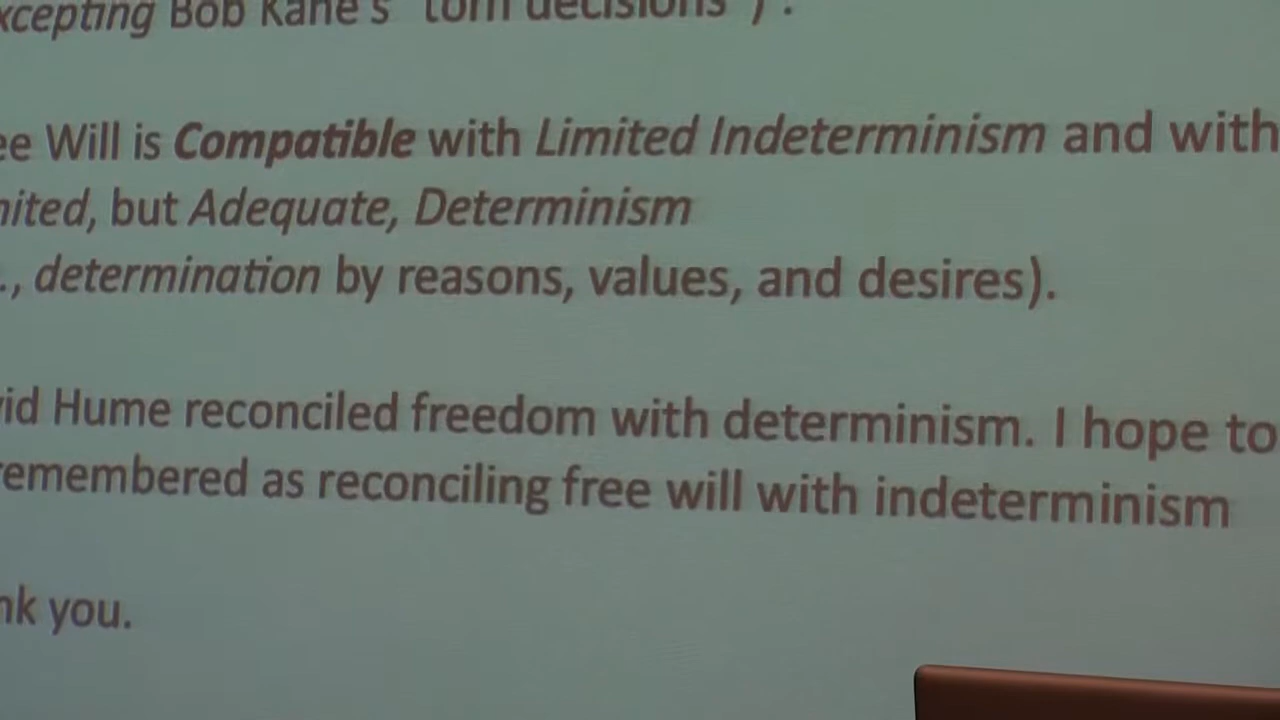 xcepting Bob Kane's "torn decisions").
ee Will is Compatible with Limited Indeterminism and with
nited, but Adequate, Determinism
., determination by reasons, values, and desires).
vid Hume reconciled freedom with determinism. I hope to
remembered as reconciling free will with indeterminism
nk you.